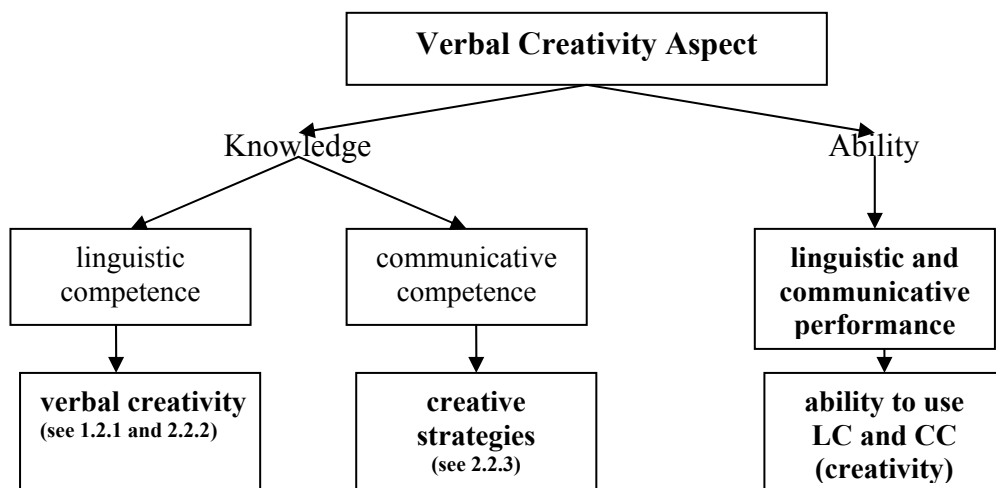 Verbal Creativity Aspect
Knowledge
Ability
linguistic
competence
communicative
competence
linguistic and
communicative
performance
verbal creativity
(see 1.2.1 and 2.2.2)
creative
strategies
(see 2.2.3)
ability to use
LC and CC
(creativity)